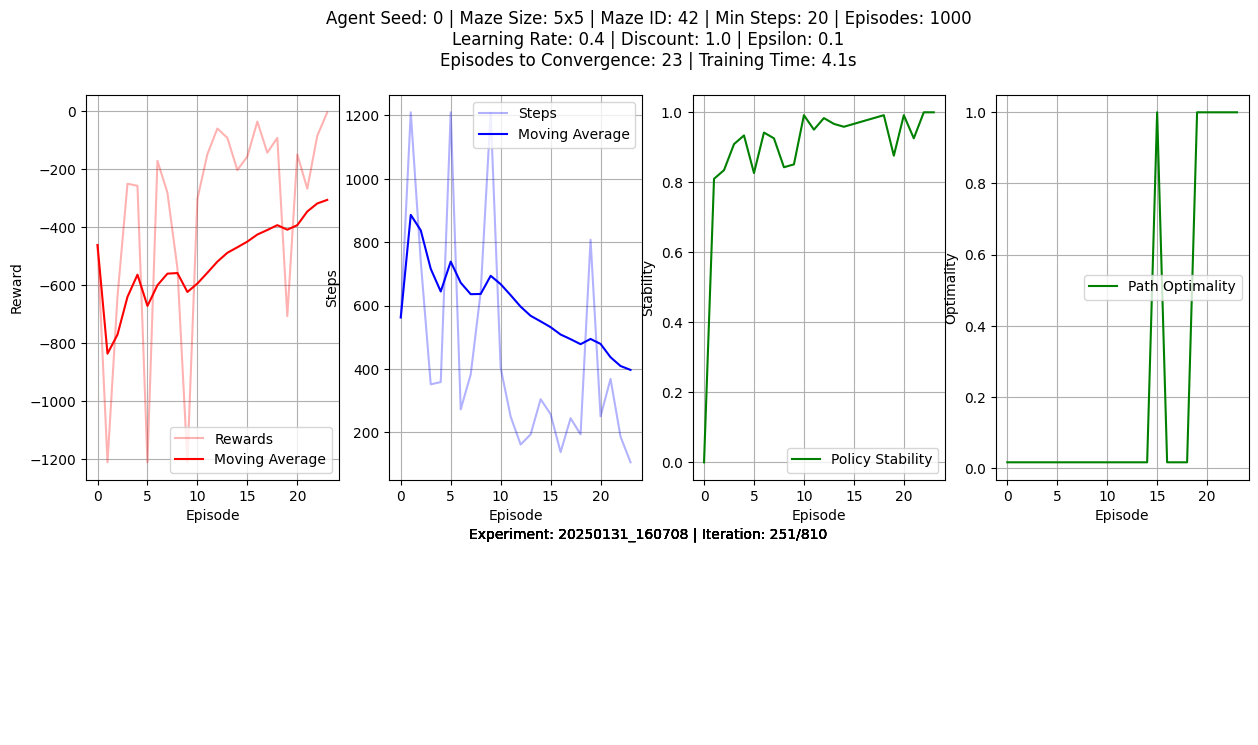 Agent Seed: 0 | Maze Size: 5x5 | Maze ID: 42 | Min Steps: 20 | Episodes: 1000
Learning Rate: 0.4 | Discount: 1.0 | Epsilon: 0.1
Episodes to Convergence: 23 | Training Time: 4.1s
Reward
0
−200
−400
−600
−800
−1000
−1200
Rewards
Moving Average
0 5 10 15 20
Episode
Steps
1200
1000
800
600
400
200
Steps
Moving Average
0 5 10 15 20
Episode
Stability
1.0
0.8
0.6
0.4
0.2
0.0
Policy Stability
0 5 10 15 20
Episode
Optimality
1.0
0.8
0.6
0.4
0.2
0.0
Path Optimality
0 5 10 15 20
Episode
Experiment: 20250131_160708 | Iteration: 251/810